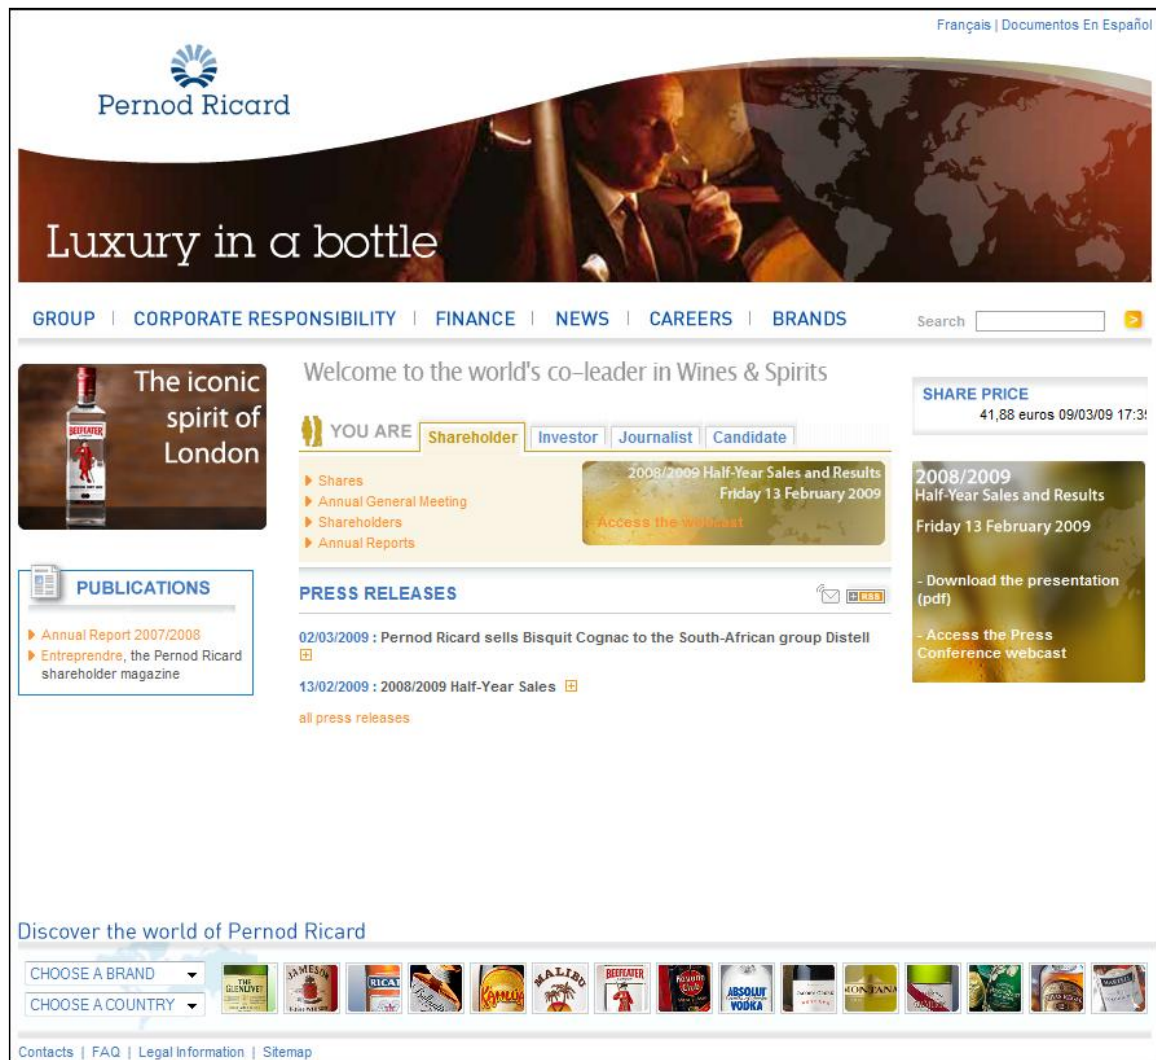 Français | Documentos En Español
Pernod Ricard
Luxury in a bottle
GROUP | CORPORATE RESPONSIBILITY | FINANCE | NEWS | CAREERS | BRANDS
Search
The iconic
spirit of
London
BEEFEATER
Welcome to the world's co-leader in Wines & Spirits
SHARE PRICE
41,88 euros 09/03/09 17:35
YOU ARE Shareholder Investor Journalist Candidate
Shares
Annual General Meeting
Shareholders
Annual Reports
2008/2009 Half-Year Sales and Results
Friday 13 February 2009
- Access the webcast
2008/2009
Half-Year Sales and Results
Friday 13 February 2009
- Download the presentation
(pdf)
- Access the Press
Conference webcast
PUBLICATIONS
Annual Report 2007/2008
Entreprendre, the Pernod Ricard
shareholder magazine
PRESS RELEASES
RSS
02/03/2009 : Pernod Ricard sells Bisquit Cognac to the South-African group Distell
13/02/2009 : 2008/2009 Half-Year Sales
all press releases
Discover the world of Pernod Ricard
CHOOSE A BRAND
CHOOSE A COUNTRY
THE
GLENLIVET
JAMESON
RICA
Kahlúa
MALIBU
BEEFEATER
Havana
Club
ABSOLUT
VODKA
MONTANA
Contacts | FAQ | Legal Information | Sitemap